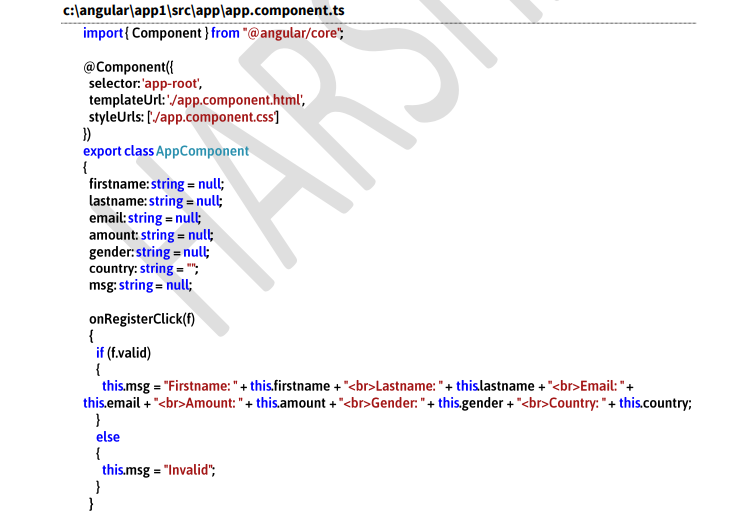 c:\angular\app1\src\app\app.component.ts
import { Component } from "@angular/core";
@Component({
selector: 'app-root',
templateUrl: './app.component.html',
styleUrls: ['./app.component.css']
})
export class AppComponent
{
firstname: string = null;
lastname: string = null;
email: string = null;
amount: string = null;
gender: string = null;
country: string = "";
msg: string = null;
onRegisterClick(f)
{
if (f.valid)
{
this.msg = "Firstname: " + this.firstname + "<br>Lastname: " + this.lastname + "<br>Email: " +
this.email + "<br>Amount: " + this.amount + "<br>Gender: " + this.gender + "<br>Country: " + this.country;
}
else
{
this.msg = "Invalid";
}
}